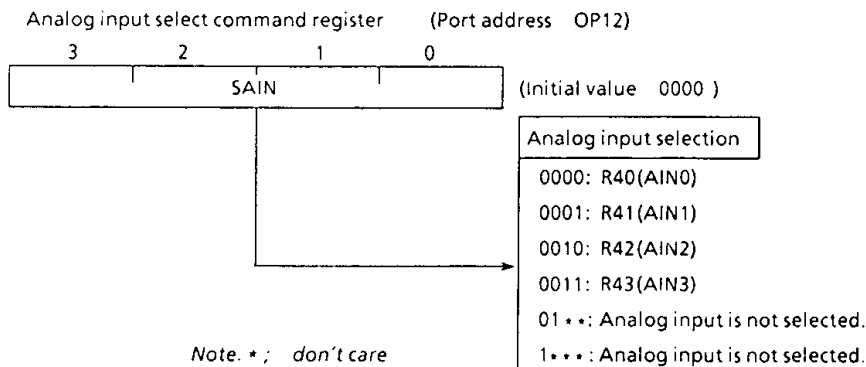 Analog input select command register (Port address OP12)
3 2 1 0
SAIN
(Initial value 0000 )
Analog input selection
0000: R40(AIN0)
0001: R41(AIN1)
0010: R42(AIN2)
0011: R43(AIN3)
01**: Analog input is not selected.
1***: Analog input is not selected.
Note. *; don't care